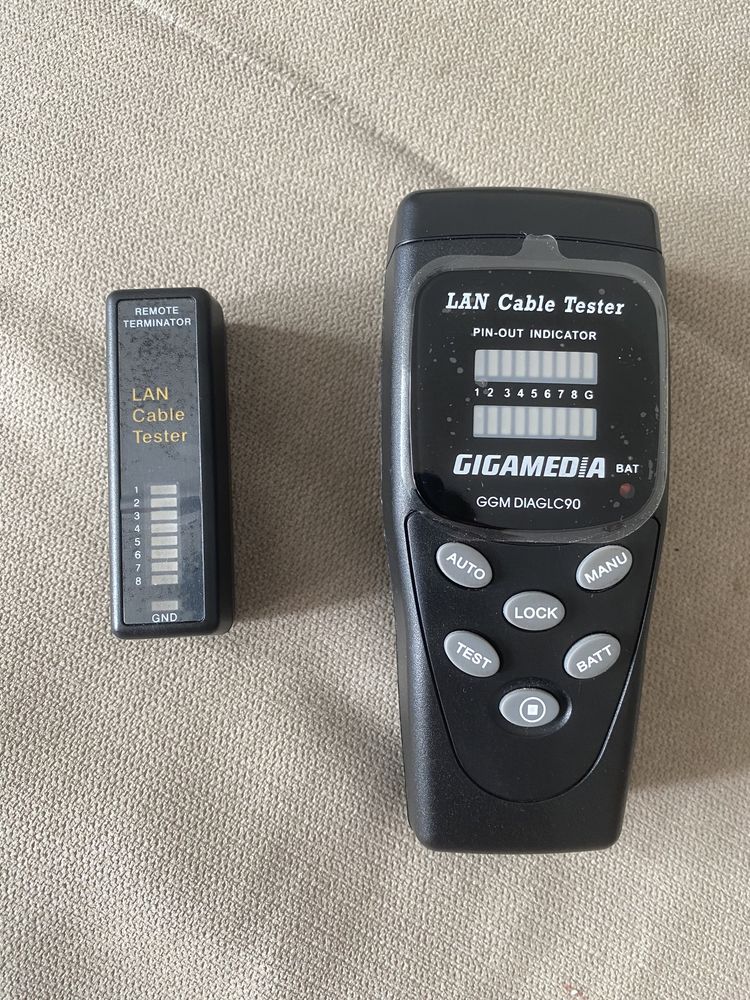 REMOTE
TERMINATOR
LAN
Cable
Tester
1
2
3
4
5
6
7
8
GND
LAN Cable Tester
PIN-OUT INDICATOR
1 2 3 4 5 6 7 8 G
GIGAMEDIA BAT
GGM DIAGLC90
AUTO MANU
LOCK
TEST BATT